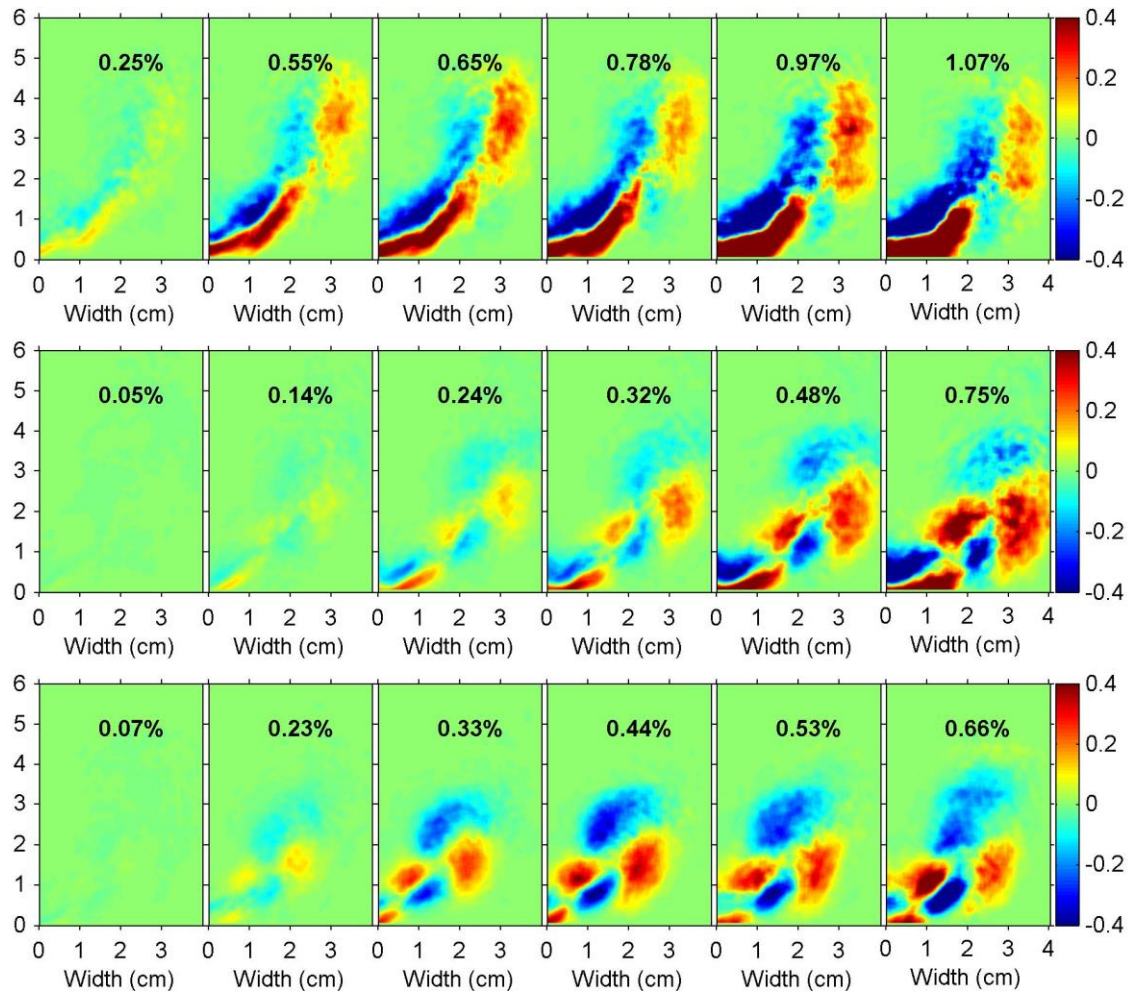 6 5 4 3 2 1 0
0.25% 0.55% 0.65% 0.78% 0.97% 1.07%
0.4 0.2 0 -0.2 -0.4
0 1 2 3 0 1 2 3 0 1 2 3 0 1 2 3 0 1 2 3 0 1 2 3 4
Width (cm) Width (cm) Width (cm) Width (cm) Width (cm) Width (cm)
6 5 4 3 2 1 0
0.05% 0.14% 0.24% 0.32% 0.48% 0.75%
0.4 0.2 0 -0.2 -0.4
0 1 2 3 0 1 2 3 0 1 2 3 0 1 2 3 0 1 2 3 0 1 2 3 4
Width (cm) Width (cm) Width (cm) Width (cm) Width (cm) Width (cm)
6 5 4 3 2 1 0
0.07% 0.23% 0.33% 0.44% 0.53% 0.66%
0.4 0.2 0 -0.2 -0.4
0 1 2 3 0 1 2 3 0 1 2 3 0 1 2 3 0 1 2 3 0 1 2 3 4
Width (cm) Width (cm) Width (cm) Width (cm) Width (cm) Width (cm)